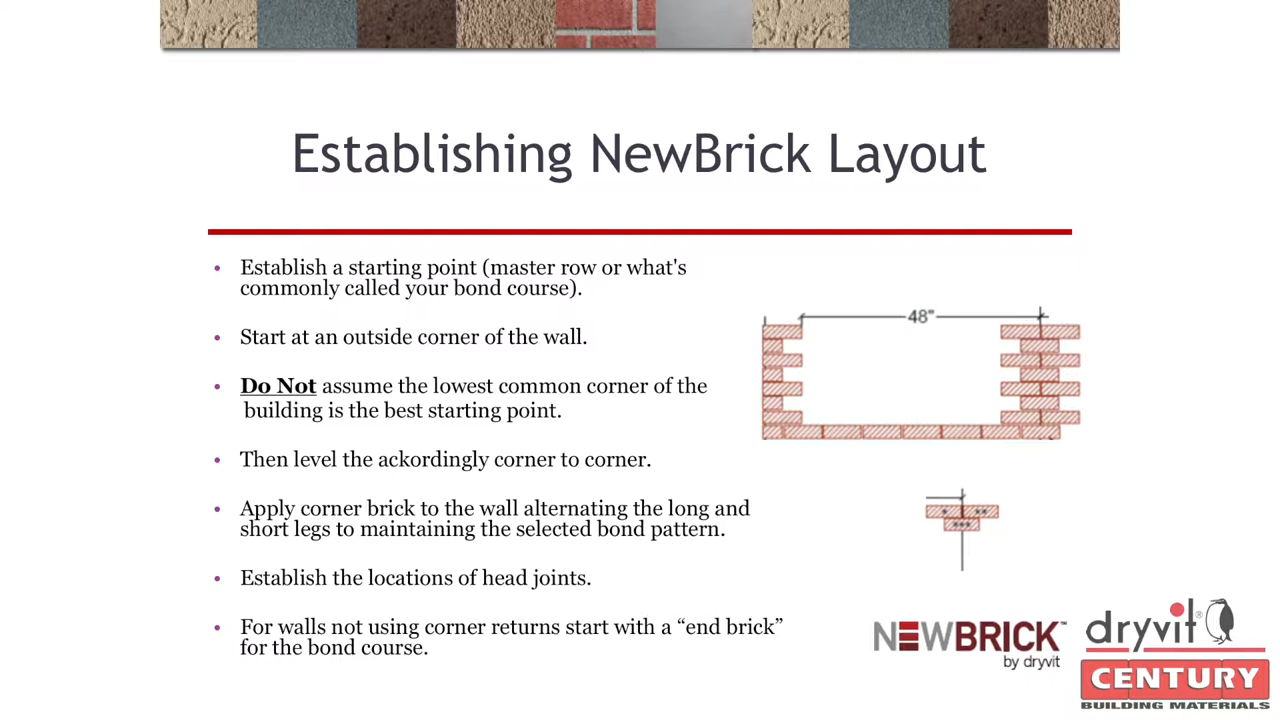 Establishing NewBrick Layout
• Establish a starting point (master row or what's
commonly called your bond course).
• Start at an outside corner of the wall.
• Do Not assume the lowest common corner of the
building is the best starting point.
• Then level the ackordingly corner to corner.
• Apply corner brick to the wall alternating the long and
short legs to maintaining the selected bond pattern.
• Establish the locations of head joints.
• For walls not using corner returns start with a “end brick”
for the bond course.
48"
NEWBRICK™
by dryvit
dryvit®
CENTURY
BUILDING MATERIALS